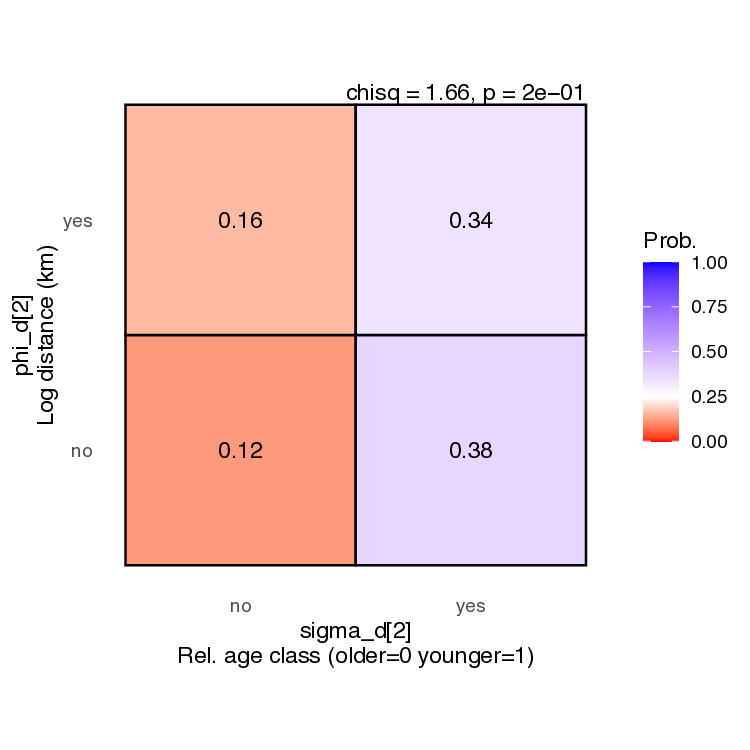 chisq = 1.66, p = 2e−01
yes
0.16
0.34
no
0.12
0.38
phi_d[2]
Log distance (km)
no
yes
sigma_d[2]
Rel. age class (older=0 younger=1)
Prob.
1.00
0.75
0.50
0.25
0.00